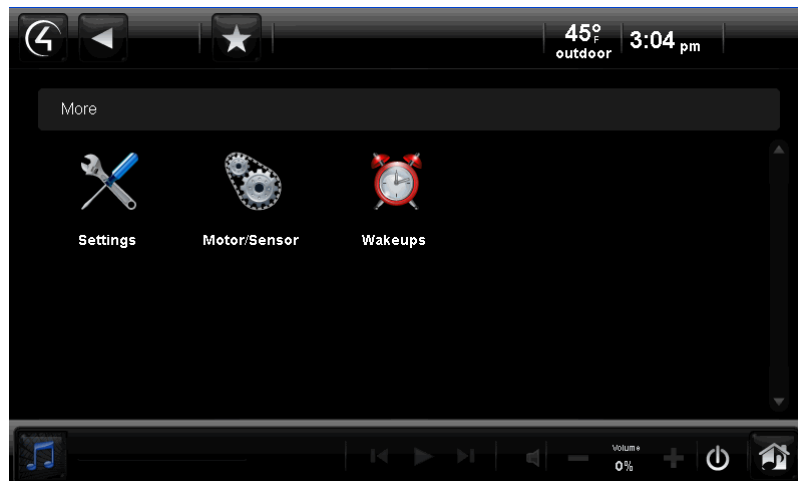 45°F 3:04 pm
outdoor
More
Settings Motor/Sensor Wakeups
Volume
0%